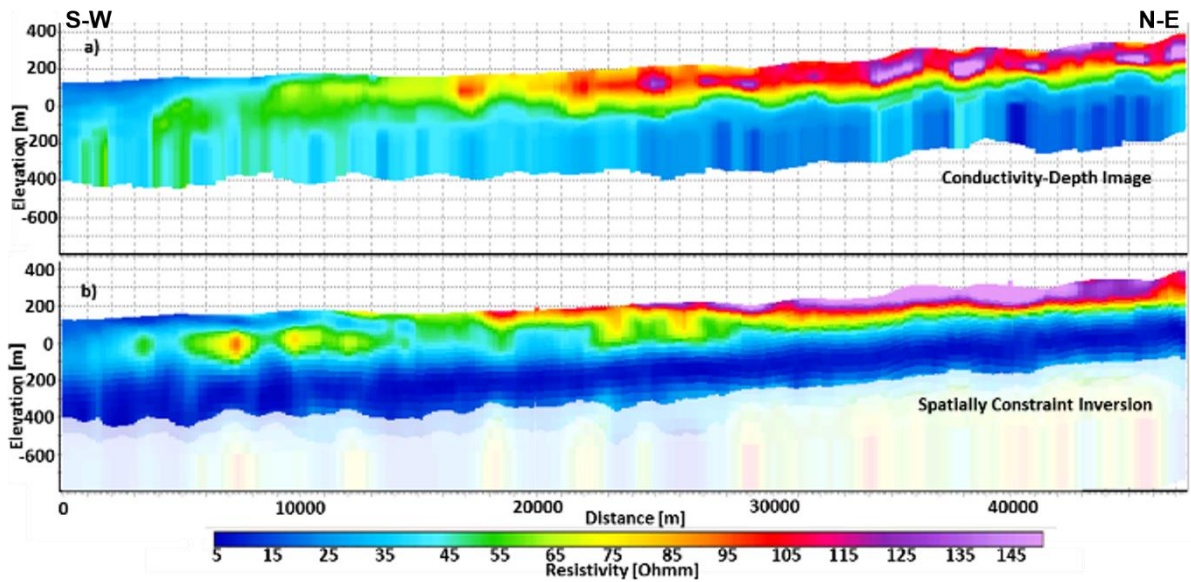 S-W N-E
a)
400
200
0
200
400
-600
Elevation [m]
Conductivity-Depth Image
b)
400
200
0
200
400
-600
Elevation [m]
Spatially Constraint Inversion
0 10000 20000 30000 40000
Distance [m]
5 15 25 35 45 55 65 75 85 95 105 115 125 135 145
Resistivity [Ohmm]